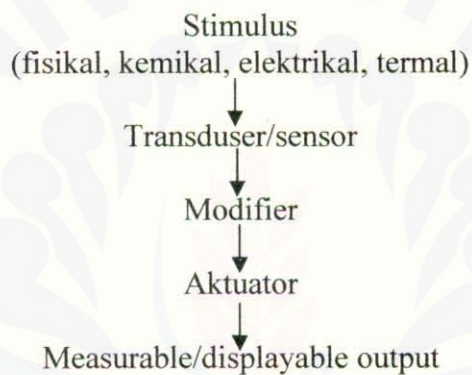 Stimulus
(fisikal, kemikal, elektrikal, termal)
Transduser/sensor
Modifier
Aktuator
Measurable/displayable output